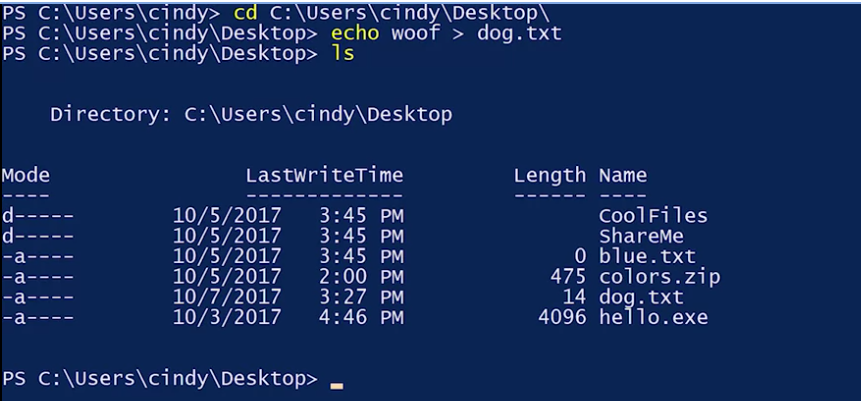 PS C:\Users\cindy> cd C:\Users\cindy\Desktop\
PS C:\Users\cindy\Desktop> echo woof > dog.txt
PS C:\Users\cindy\Desktop> ls
Directory: C:\Users\cindy\Desktop
Mode LastWriteTime Length Name
---- ------------- ------ ----
d----- 10/5/2017 3:45 PM CoolFiles
d----- 10/5/2017 3:45 PM ShareMe
-a---- 10/5/2017 3:45 PM 0 blue.txt
-a---- 10/5/2017 2:00 PM 475 colors.zip
-a---- 10/7/2017 3:27 PM 14 dog.txt
-a---- 10/3/2017 4:46 PM 4096 hello.exe
PS C:\Users\cindy\Desktop>